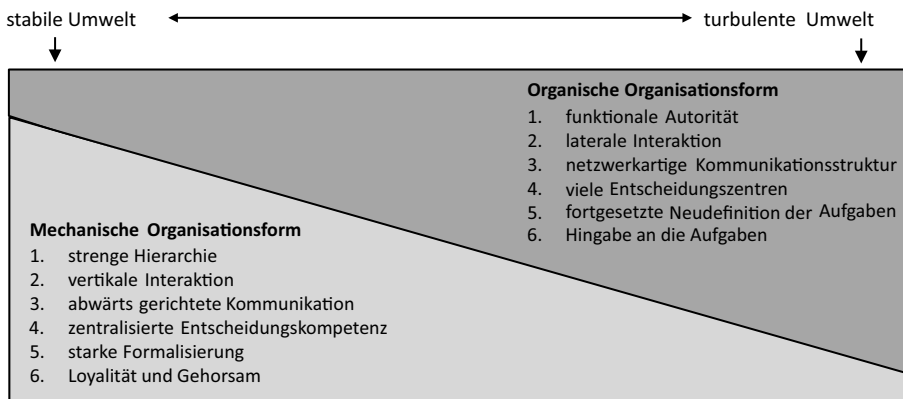 stabile Umwelt
turbulente Umwelt
Organische Organisationsform
1. funktionale Autorität
2. laterale Interaktion
3. netzwerkartige Kommunikationsstruktur
4. viele Entscheidungszentren
5. fortgesetzte Neudefinition der Aufgaben
6. Hingabe an die Aufgaben
Mechanische Organisationsform
1. strenge Hierarchie
2. vertikale Interaktion
3. abwärts gerichtete Kommunikation
4. zentralisierte Entscheidungskompetenz
5. starke Formalisierung
6. Loyalität und Gehorsam